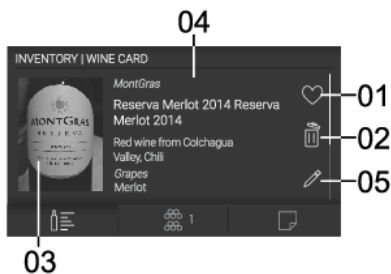 04
INVENTORY | WINE CARD
MontGras
Reserva Merlot 2014 Reserva
Merlot 2014
Red wine from Colchagua
Valley, Chili
Grapes
Merlot
MONTGRAS
RESERVA
1
01
02
05
03